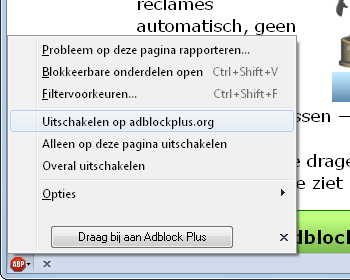 reclames
automatisch, geen
Probleem op deze pagina rapporteren...
Blokkeerbare onderdelen open Ctrl+Shift+V
Filtervoorkeuren... Ctrl+Shift+F
ssen —
Uitschakelen op adblockplus.org
Alleen op deze pagina uitschakelen
e drage
Overal uitschakelen
e ziet
Opties
Draag bij aan Adblock Plus
dblock
ABP